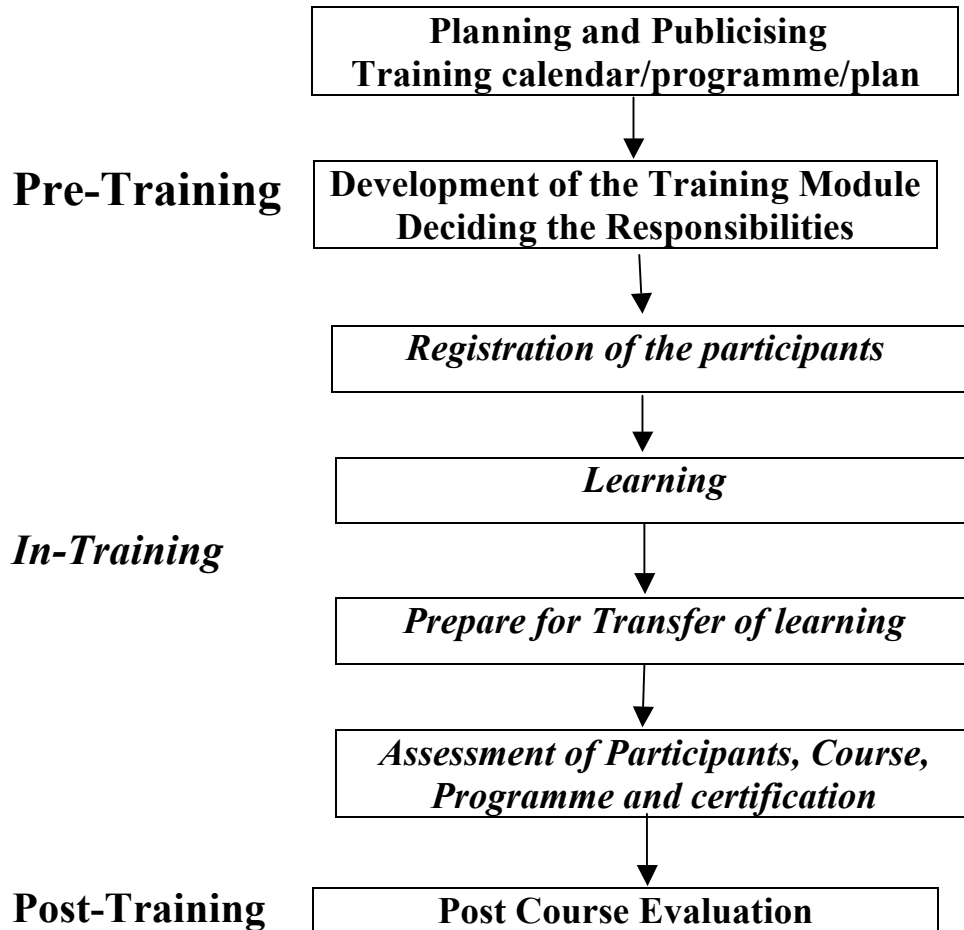 Planning and Publicising
Training calendar/programme/plan
Pre-Training
Development of the Training Module
Deciding the Responsibilities
Registration of the participants
Learning
In-Training
Prepare for Transfer of learning
Assessment of Participants, Course,
Programme and certification
Post-Training
Post Course Evaluation